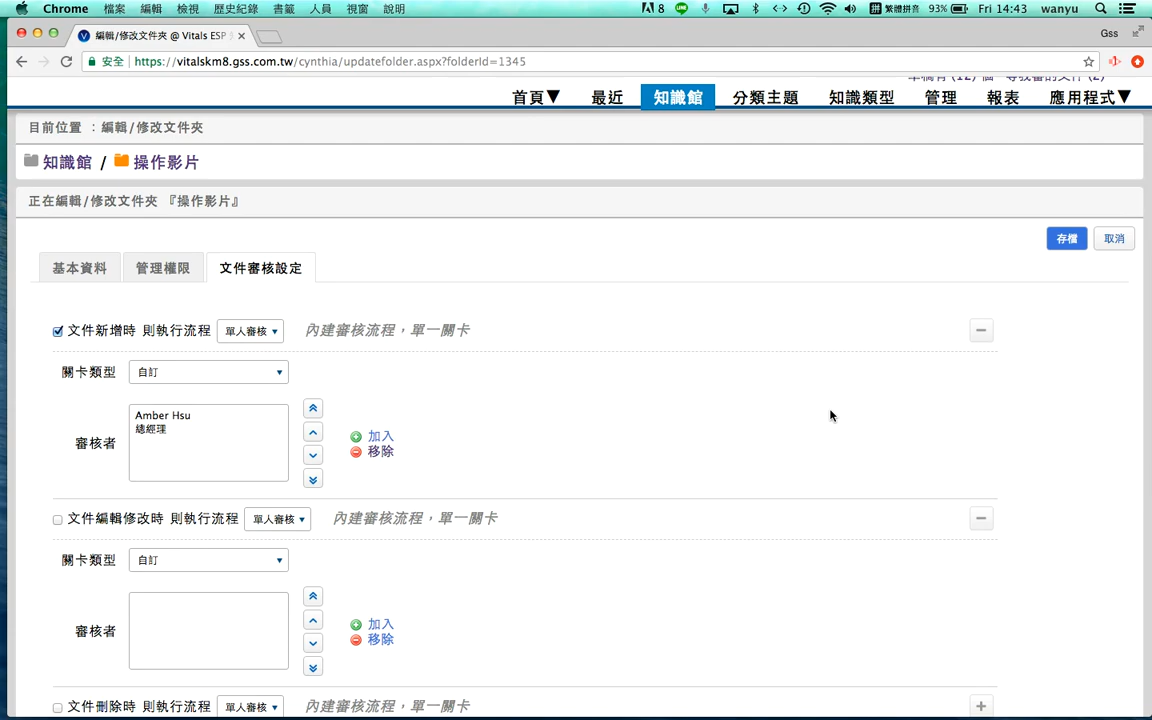 Chrome 檔案 編輯 檢視 歷史紀錄 書籤 人員 視窗 說明 8 繁體拼音 93% Fri 14:43 wanyu
編輯/修改文件夾 @ Vitals ESP Gss
安全 https://vitalskm8.gss.com.tw/cynthia/updatefolder.aspx?folderId=1345
首頁▼ 最近 知識館 分類主題 知識類型 管理 報表 應用程式▼
目前位置 : 編輯/修改文件夾
知識館 / 操作影片
正在編輯/修改文件夾 『操作影片』
存檔 取消
基本資料 管理權限 文件審核設定
文件新增時 則執行流程 單人審核 內建審核流程，單一關卡
關卡類型 自訂
Amber Hsu
總經理
審核者
加入
移除
文件編輯修改時 則執行流程 單人審核 內建審核流程，單一關卡
關卡類型 自訂
審核者
加入
移除
文件刪除時 則執行流程 單人審核 內建審核流程，單一關卡